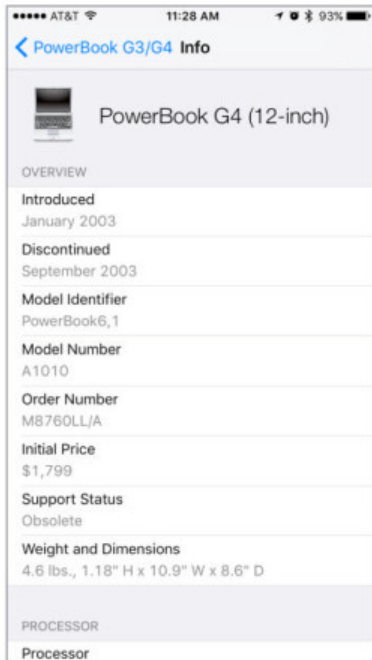 AT&T 11:28 AM 93%
PowerBook G3/G4 Info
PowerBook G4 (12-inch)
OVERVIEW
Introduced
January 2003
Discontinued
September 2003
Model Identifier
PowerBook6,1
Model Number
A1010
Order Number
M8760LL/A
Initial Price
$1,799
Support Status
Obsolete
Weight and Dimensions
4.6 lbs., 1.18" H x 10.9" W x 8.6" D
PROCESSOR
Processor